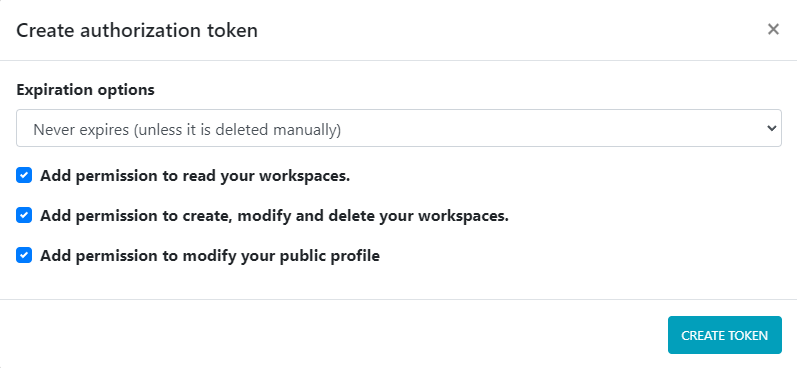 Create authorization token
×
Expiration options
Never expires (unless it is deleted manually)
Add permission to read your workspaces.
Add permission to create, modify and delete your workspaces.
Add permission to modify your public profile
CREATE TOKEN